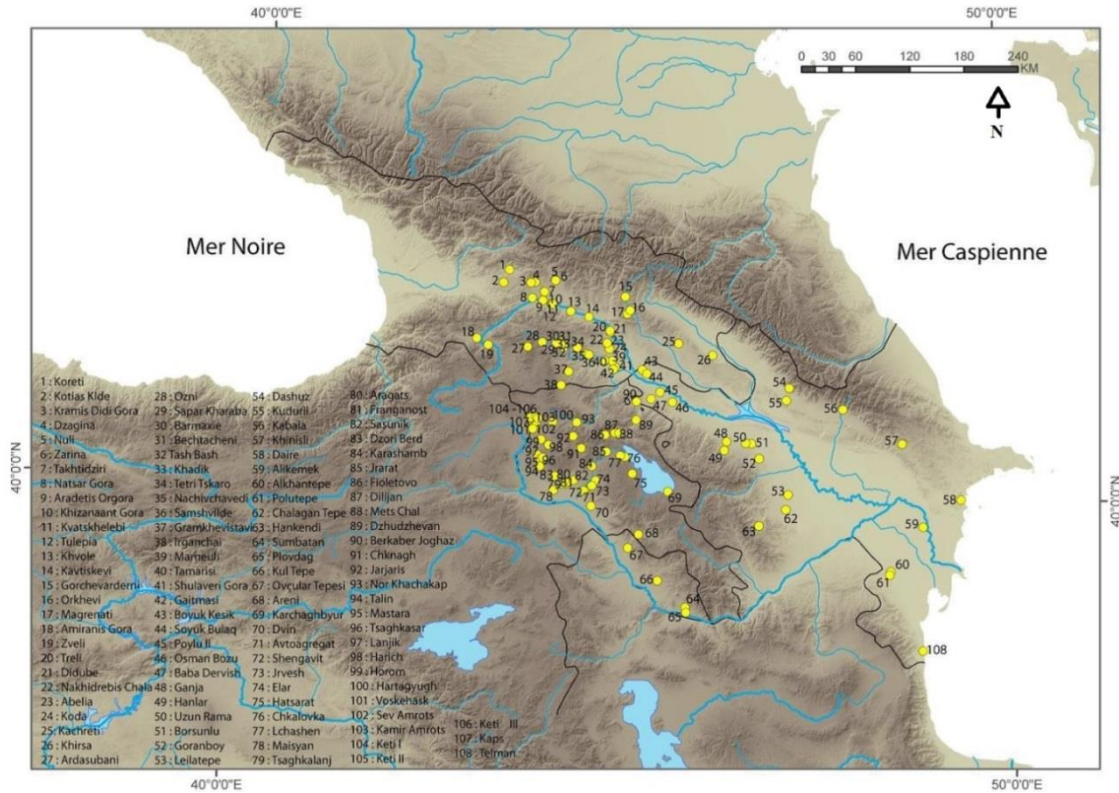 40°0'0"E
50°0'0"E
0 30 60 120 180 240
KM
N
Mer Noire
Mer Caspienne
40°0'0"N
40°0'0"N
1 : Koreti
2 : Kotias Klde
3 : Kramis Didi Gora
4 : Dzagina
5 : Nuli
6 : Zarina
7 : Takhtidziri
8 : Natsar Gora
9 : Aradetis Orgora
10 : Khizanaant Gora
11 : Kvatskhelebi
12 : Tulepia
13 : Khvole
14 : Kavtiskevi
15 : Gorchevarderni
16 : Orkhevi
17 : Magrenati
18 : Amiranis Gora
19 : Zveli
20 : Treli
21 : Didube
22 : Nakhidrebis Chala
23 : Abelia
24 : Koda
25 : Kachreti
26 : Khirsa
27 : Ardasubani
28 : Ozni
29 : Sapar Kharaba
30 : Barmaxie
31 : Bechtacheni
32 Tash Bash
33 : Khadik
34 : Tetri Tskaro
35 : Nachivchavedi
36 : Samshvilde
37 : Gramkhevistavi
38 : Irganchai
39 : Marneuli
40 : Tamarisi
41 : Shulaveri Gora
42 : Gaitmasi
43 : Boyuk Kesik
44 : Soyuk Bulaq
45 : Poylu II
46 : Osman Bozu
47 : Baba Dervish
48 : Ganja
49 : Hanlar
50 : Uzun Rama
51 : Borsunlu
52 : Goranboy
53 : Leilatepe
54 : Dashuz
55 : Kudurli
56 : Kabala
57 : Khinisli
58 : Daire
59 : Alikemek
60 : Alkhantepe
61 : Polutepe
62 : Chalagan Tepe
63 : Hankendi
64 : Sumbatan
65 : Plovdag
66 : Kul Tepe
67 : Ovçular Tepesi
68 : Areni
69 : Karchaghbyur
70 : Dvin
71 : Avtoagregat
72 : Shengavit
73 : Jrvesh
74 : Elar
75 : Hatsarat
76 : Chkalovka
77 : Lchashen
78 : Maisyan
79 : Tsaghkalanj
80 : Aragats
81 : Franganost
82 : Sasunik
83 : Dzori Berd
84 : Karashamb
85 : Jrarat
86 : Fioletovo
87 : Dilljan
88 : Mets Chal
89 : Dzhudzhevan
90 : Berkaber Joghaz
91 : Chknagh
92 : Jarjaris
93 : Nor Khachakap
94 : Talin
95 : Mastara
96 : Tsaghkasar
97 : Lanjik
98 : Harich
99 : Horom
100 : Hartagyugh
101 : Voskehask
102 : Sev Amrots
103 : Kamir Amrots
104 : Keti I
105 : Keti II
106 : Keti III
107 : Kaps
108 : Telman
40°0'0"E
50°0'0"E